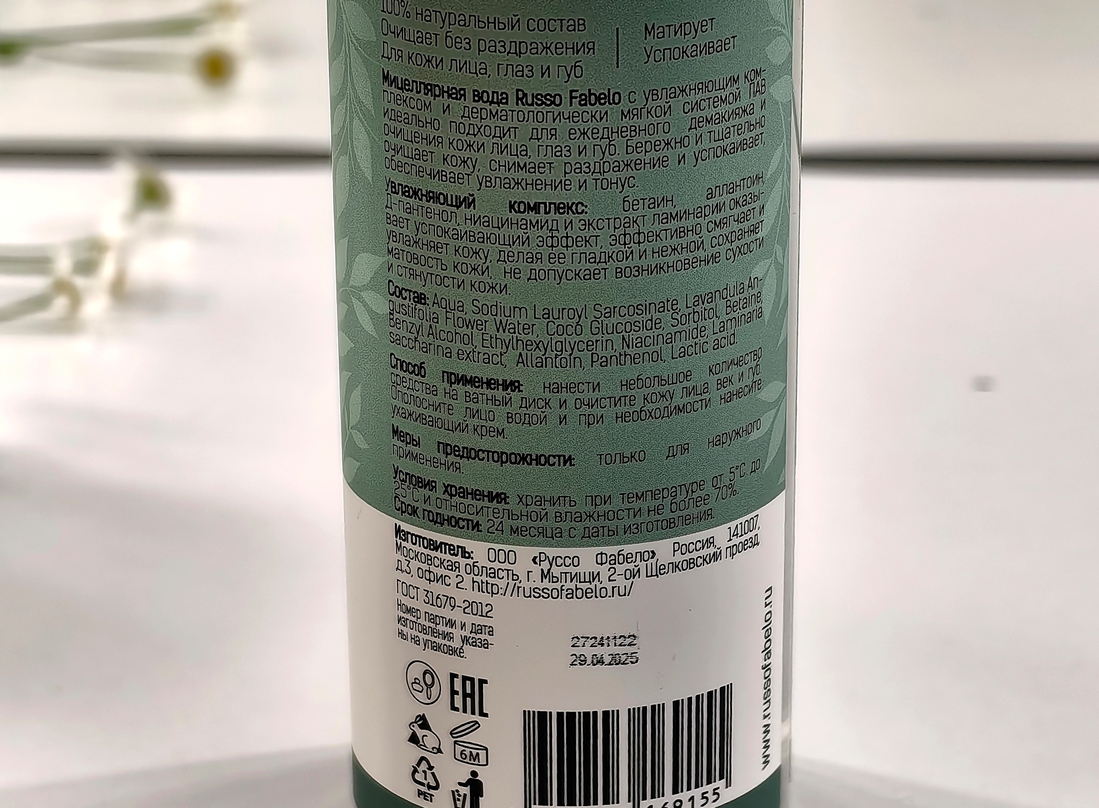 100% натуральный состав
Очищает без раздражения
Для кожи лица, глаз и губ
Матирует
Успокаивает
Мицеллярная вода Russo Fabelo с увлажняющим ком-
плексом и дерматологически мягкой системой ПАВ
идеально подходит для ежедневного демакияжа и
очищения кожи лица, глаз и губ. Бережно и тщательно
очищает кожу, снимает раздражение и успокаивает,
обеспечивает увлажнение и тонус.
Увлажняющий комплекс: бетаин, аллантоин,
Д-пантенол, ниацинамид и экстракт ламинарии оказы-
вает успокаивающий эффект, эффективно смягчает и
увлажняет кожу, делая ее гладкой и нежной, сохраняет
матовость кожи, не допускает возникновение сухости
и стянутости кожи.
Состав: Aqua, Sodium Lauroyl Sarcosinate, Lavandula An-
gustifolia Flower Water, Coco Glucoside, Sorbitol, Betaine,
Benzyl Alcohol, Ethylhexylglycerin, Niacinamide, Laminaria
saccharina extract, Allantoin, Panthenol, Lactic acid.
Способ применения: нанести небольшое количество
средства на ватный диск и очистите кожу лица, век и губ.
Ополосните лицо водой и при необходимости нанесите
ухаживающий крем.
Меры предосторожности: только для наружного
применения.
Условия хранения: хранить при температуре от 5°С до
25°С и относительной влажности не более 70%.
Срок годности: 24 месяца с даты изготовления.
Изготовитель: ООО «Руссо Фабело», Россия, 141007,
Московская область, г. Мытищи, 2-ой Щелковский проезд,
д.3, офис 2. http://russofabelo.ru/
ГОСТ 31679-2012
Номер партии и дата
изготовления указа-
ны на упаковке.
27241122
29.04.2025
EAC
6M
1
PET
168155
www.russofabelo.ru